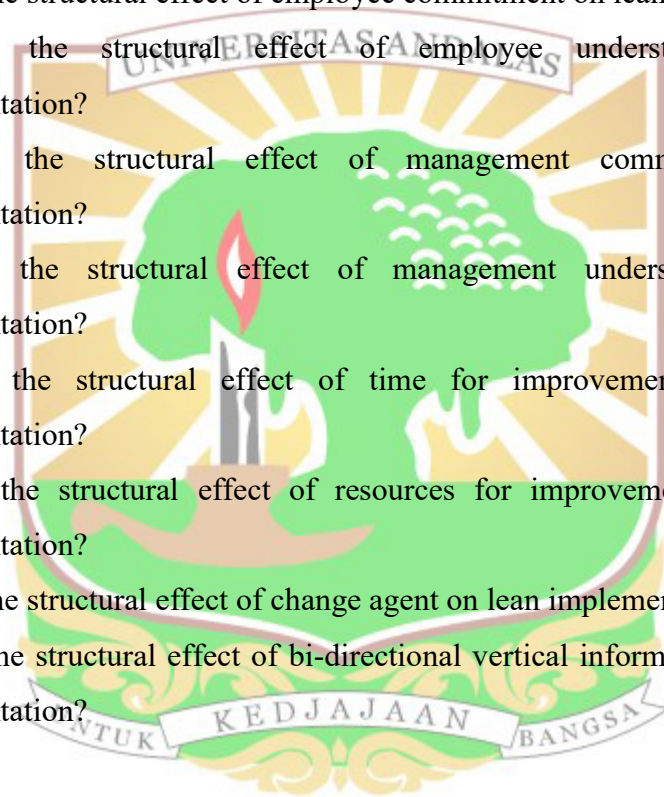 he structural effect of employee commitment on lean
the structural effect of employee underst
UNIVERSITAS ANDALAS
tation?
the structural effect of management comm
tation?
the structural effect of management unders
tation?
the structural effect of time for improvemen
tation?
the structural effect of resources for improveme
tation?
he structural effect of change agent on lean implemen
he structural effect of bi-directional vertical inform
tation?
NTUK KEDJAJAAN BANGSA